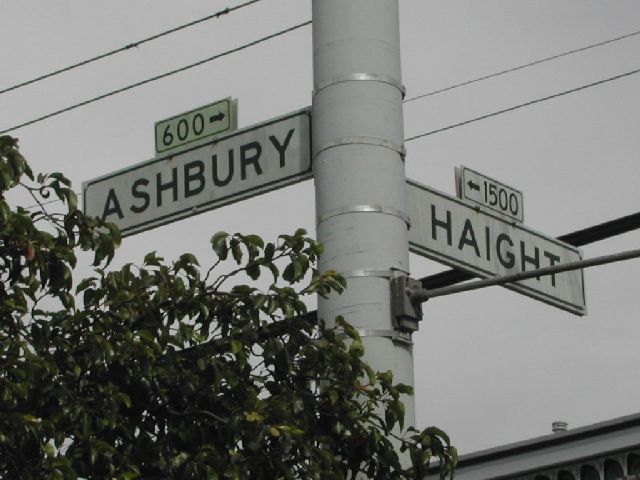 600 →
ASHBURY
← 1500
HAIGHT